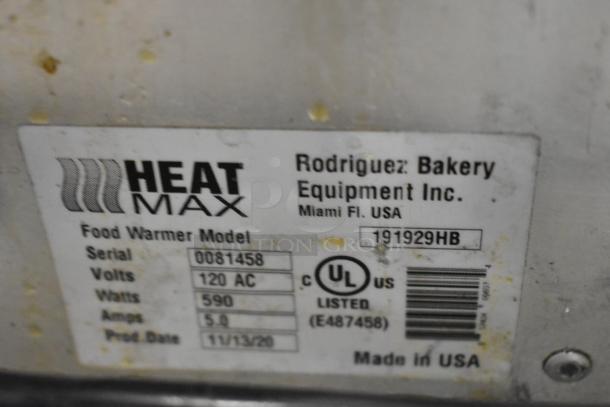 HEAT
MAX
Rodriguez Bakery
Equipment Inc.
Miami Fl. USA
Food Warmer Model 191929HB
Serial 0081458
Volts 120 AC
Watts 590
Amps 5.0
Prod.Date 11/13/20
C UL US
LISTED
(E487458)
Made in USA